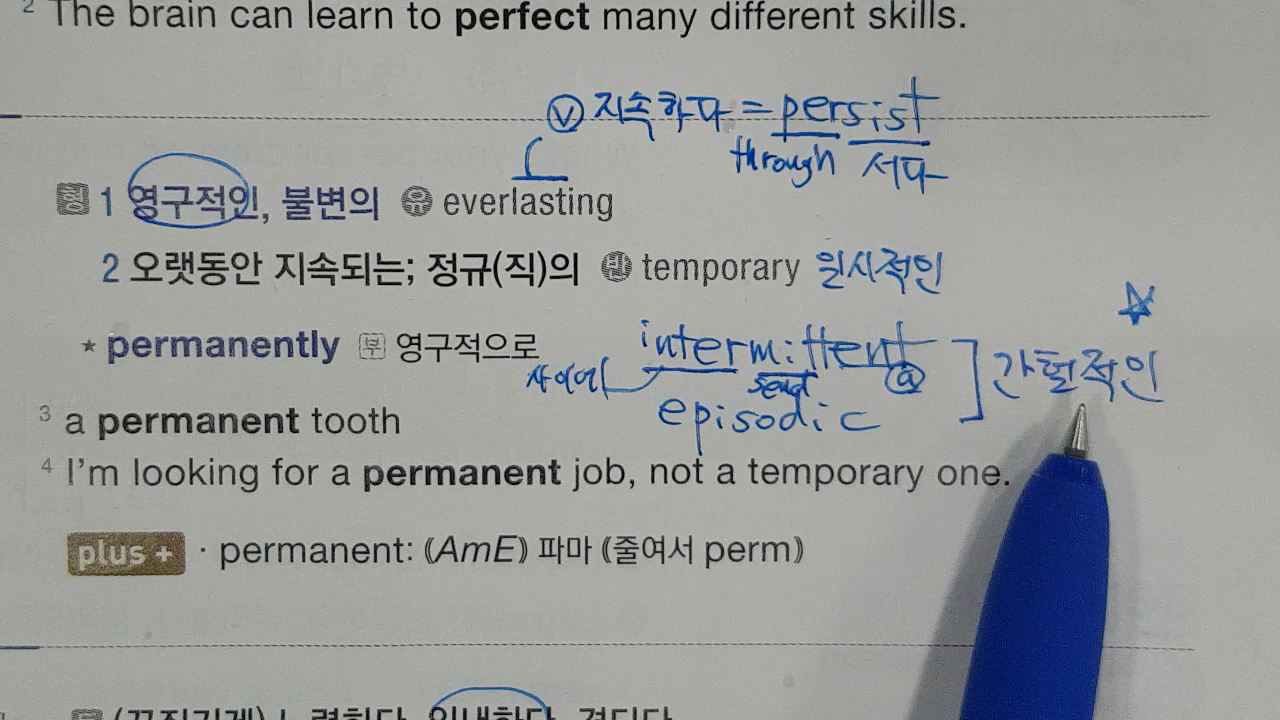 2 The brain can learn to perfect many different skills.
ⓥ 지속하다 = persist
through 서다
형 1 영구적인, 불변의 유 everlasting
2 오랫동안 지속되는; 정규(직)의 반 temporary 일시적인
★ permanently 부 영구적으로
intermittent ] 간헐적인 ☆
사이에 send ⓐ
episodic
3 a permanent tooth
4 I'm looking for a permanent job, not a temporary one.
plus + · permanent: (AmE) 파마 (줄여서 perm)